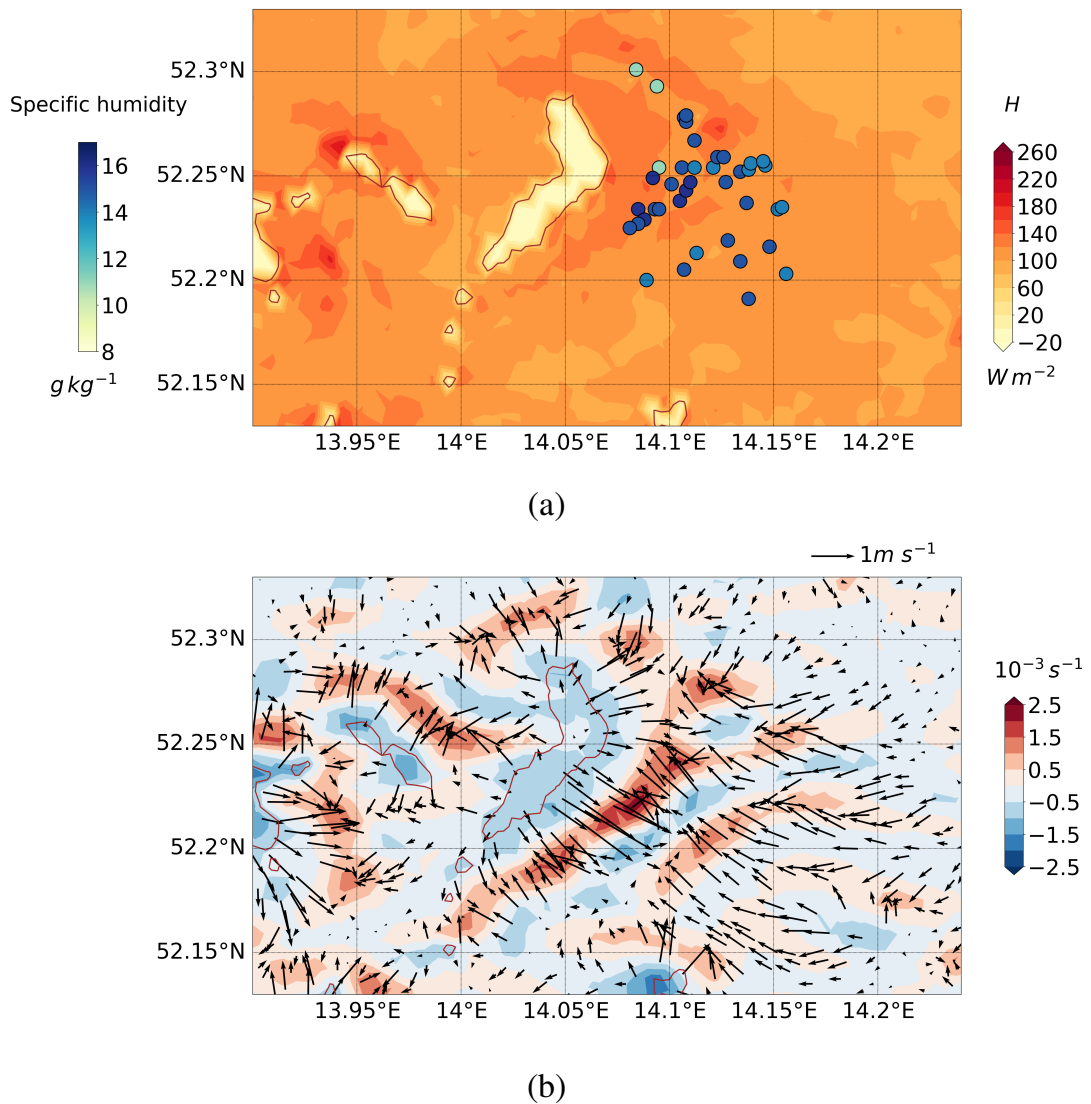 52.3°N
52.25°N
52.2°N
52.15°N
13.95°E 14°E 14.05°E 14.1°E 14.15°E 14.2°E
Specific humidity
16
14
12
10
8
g kg⁻¹
H
260
220
180
140
100
60
20
−20
W m⁻²
(a)
1m s⁻¹
52.3°N
52.25°N
52.2°N
52.15°N
13.95°E 14°E 14.05°E 14.1°E 14.15°E 14.2°E
10⁻³ s⁻¹
2.5
1.5
0.5
−0.5
−1.5
−2.5
(b)